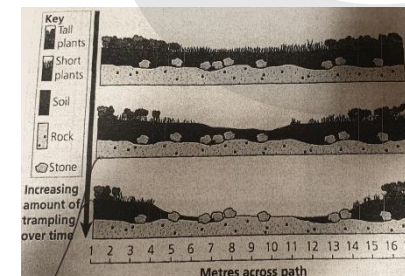 Key
Tall
plants
Short
plants
Soil
Rock
Stone
Increasing
amount of
trampling
over time
1 2 3 4 5 6 7 8 9 10 11 12 13 14 15 16
Metres across path